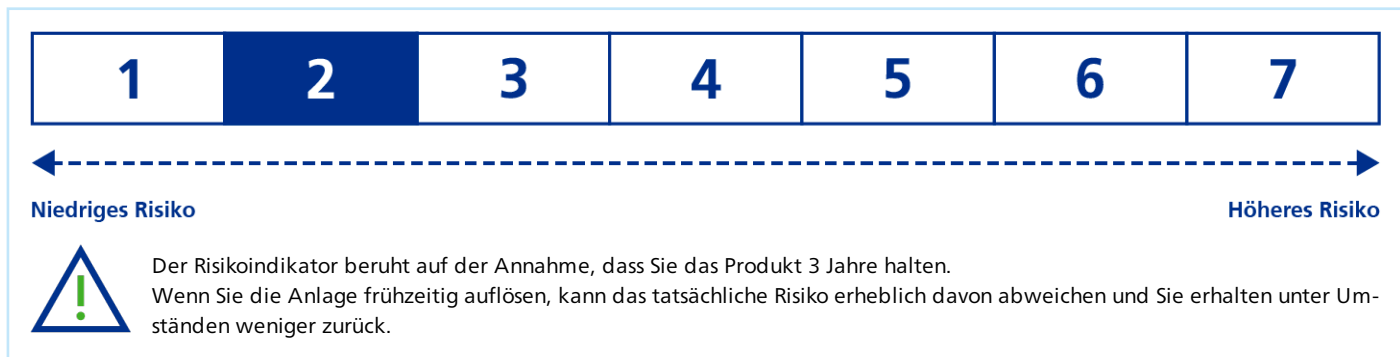 1 2 3 4 5 6 7
Niedriges Risiko Höheres Risiko
Der Risikoindikator beruht auf der Annahme, dass Sie das Produkt 3 Jahre halten.
Wenn Sie die Anlage frühzeitig auflösen, kann das tatsächliche Risiko erheblich davon abweichen und Sie erhalten unter Um-
ständen weniger zurück.